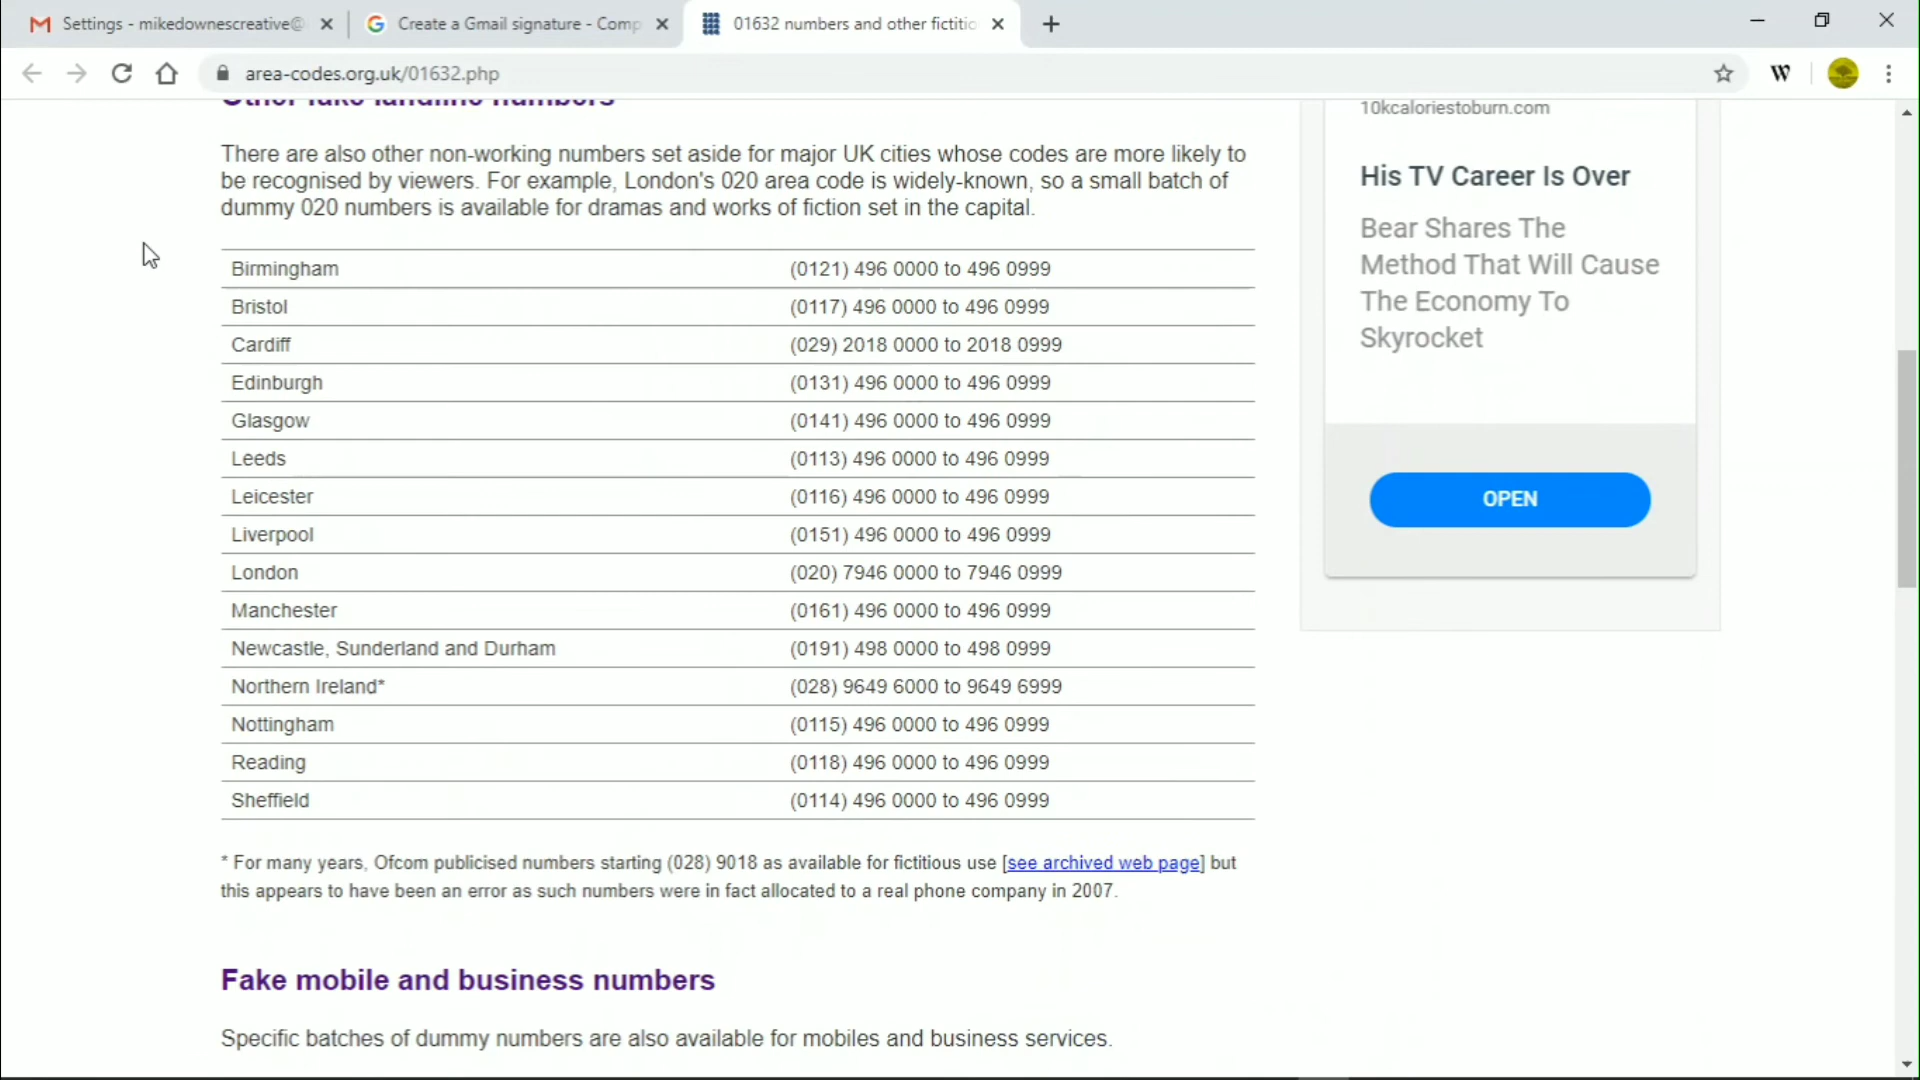 Settings - mikedownescreative@
Create a Gmail signature - Comp
01632 numbers and other fictitio
area-codes.org.uk/01632.php
W
Other fake landline numbers
There are also other non-working numbers set aside for major UK cities whose codes are more likely to
be recognised by viewers. For example, London's 020 area code is widely-known, so a small batch of
dummy 020 numbers is available for dramas and works of fiction set in the capital.
Birmingham (0121) 496 0000 to 496 0999
Bristol (0117) 496 0000 to 496 0999
Cardiff (029) 2018 0000 to 2018 0999
Edinburgh (0131) 496 0000 to 496 0999
Glasgow (0141) 496 0000 to 496 0999
Leeds (0113) 496 0000 to 496 0999
Leicester (0116) 496 0000 to 496 0999
Liverpool (0151) 496 0000 to 496 0999
London (020) 7946 0000 to 7946 0999
Manchester (0161) 496 0000 to 496 0999
Newcastle, Sunderland and Durham (0191) 498 0000 to 498 0999
Northern Ireland* (028) 9649 6000 to 9649 6999
Nottingham (0115) 496 0000 to 496 0999
Reading (0118) 496 0000 to 496 0999
Sheffield (0114) 496 0000 to 496 0999
* For many years, Ofcom publicised numbers starting (028) 9018 as available for fictitious use [see archived web page] but
this appears to have been an error as such numbers were in fact allocated to a real phone company in 2007.
Fake mobile and business numbers
Specific batches of dummy numbers are also available for mobiles and business services.
10kcaloriestoburn.com
His TV Career Is Over
Bear Shares The
Method That Will Cause
The Economy To
Skyrocket
OPEN